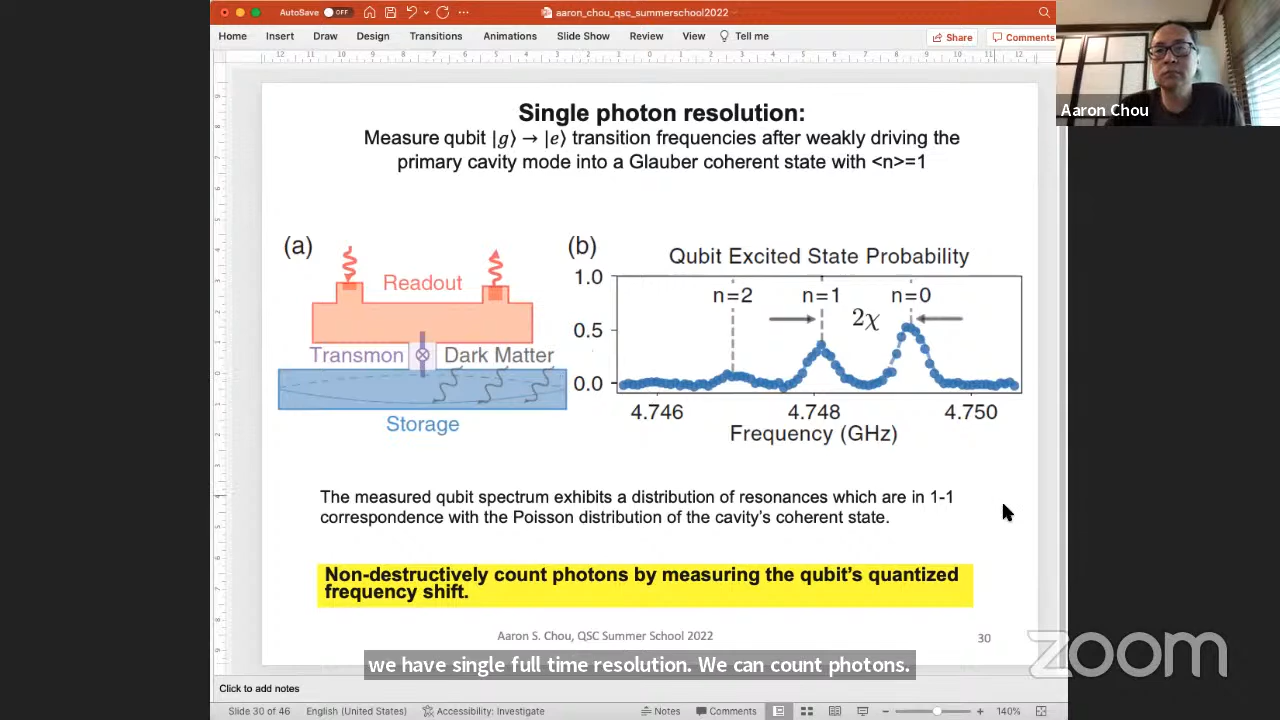 AutoSave OFF
aaron_chou_qsc_summerschool2022
Home Insert Draw Design Transitions Animations Slide Show Review View Tell me
Share Comments
Aaron Chou
Single photon resolution:
Measure qubit |g⟩ → |e⟩ transition frequencies after weakly driving the
primary cavity mode into a Glauber coherent state with <n>=1
(a)
Readout
Transmon
Dark Matter
Storage
(b)
Qubit Excited State Probability
1.0
0.5
0.0
n=2
n=1
n=0
2χ
4.746
4.748
4.750
Frequency (GHz)
The measured qubit spectrum exhibits a distribution of resonances which are in 1-1
correspondence with the Poisson distribution of the cavity's coherent state.
Non-destructively count photons by measuring the qubit's quantized
frequency shift.
Aaron S. Chou, QSC Summer School 2022
30
we have single full time resolution. We can count photons.
zoom
Click to add notes
Slide 30 of 46 English (United States) Accessibility: Investigate Notes Comments 140%